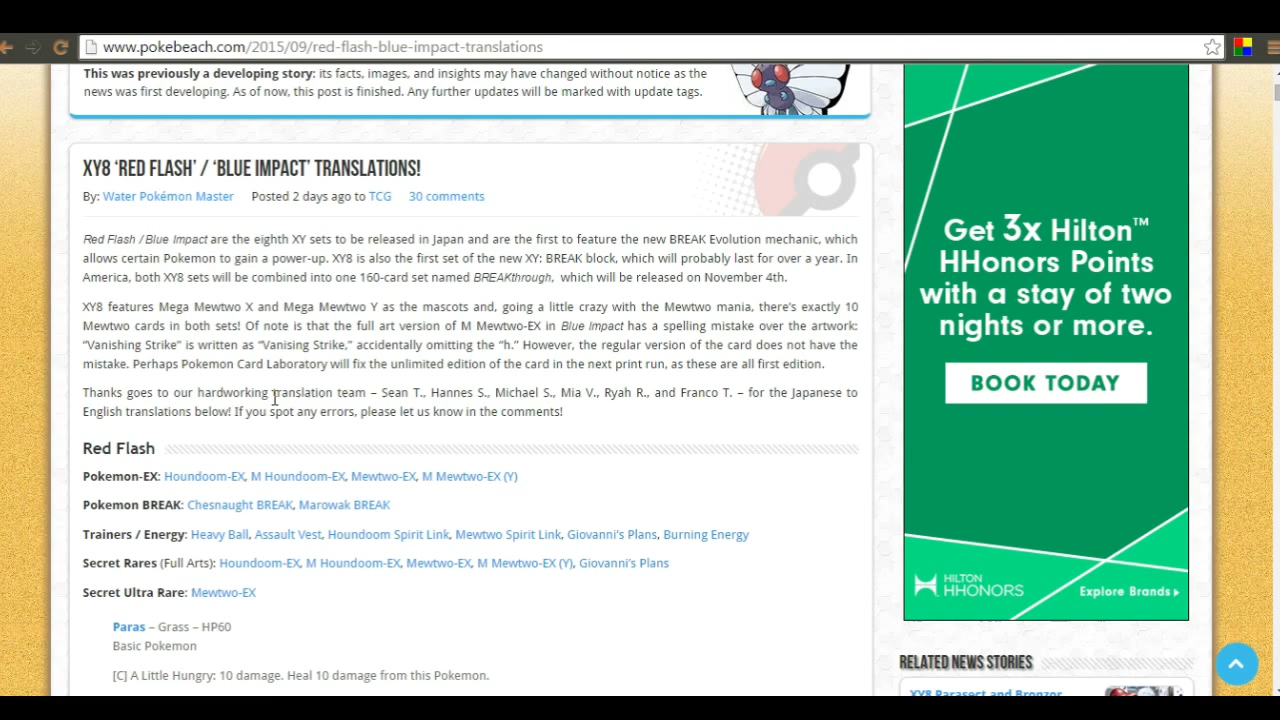 www.pokebeach.com/2015/09/red-flash-blue-impact-translations
This was previously a developing story: its facts, images, and insights may have changed without notice as the
news was first developing. As of now, this post is finished. Any further updates will be marked with update tags.
XY8 ‘RED FLASH’ / ‘BLUE IMPACT’ TRANSLATIONS!
By: Water Pokémon Master Posted 2 days ago to TCG 30 comments
Red Flash / Blue Impact are the eighth XY sets to be released in Japan and are the first to feature the new BREAK Evolution mechanic, which
allows certain Pokemon to gain a power-up. XY8 is also the first set of the new XY: BREAK block, which will probably last for over a year. In
America, both XY8 sets will be combined into one 160-card set named BREAKthrough, which will be released on November 4th.
XY8 features Mega Mewtwo X and Mega Mewtwo Y as the mascots and, going a little crazy with the Mewtwo mania, there's exactly 10
Mewtwo cards in both sets! Of note is that the full art version of M Mewtwo-EX in Blue Impact has a spelling mistake over the artwork:
“Vanishing Strike” is written as “Vanising Strike,” accidentally omitting the “h.” However, the regular version of the card does not have the
mistake. Perhaps Pokemon Card Laboratory will fix the unlimited edition of the card in the next print run, as these are all first edition.
Thanks goes to our hardworking translation team – Sean T., Hannes S., Michael S., Mia V., Ryah R., and Franco T. – for the Japanese to
English translations below! If you spot any errors, please let us know in the comments!
Red Flash
Pokemon-EX: Houndoom-EX, M Houndoom-EX, Mewtwo-EX, M Mewtwo-EX (Y)
Pokemon BREAK: Chesnaught BREAK, Marowak BREAK
Trainers / Energy: Heavy Ball, Assault Vest, Houndoom Spirit Link, Mewtwo Spirit Link, Giovanni's Plans, Burning Energy
Secret Rares (Full Arts): Houndoom-EX, M Houndoom-EX, Mewtwo-EX, M Mewtwo-EX (Y), Giovanni's Plans
Secret Ultra Rare: Mewtwo-EX
Paras – Grass – HP60
Basic Pokemon
[C] A Little Hungry: 10 damage. Heal 10 damage from this Pokemon.
Get 3x Hilton™
HHonors Points
with a stay of two
nights or more.
BOOK TODAY
HILTON
HHONORS
Explore Brands
RELATED NEWS STORIES
XY8 Parasect and Bronzor